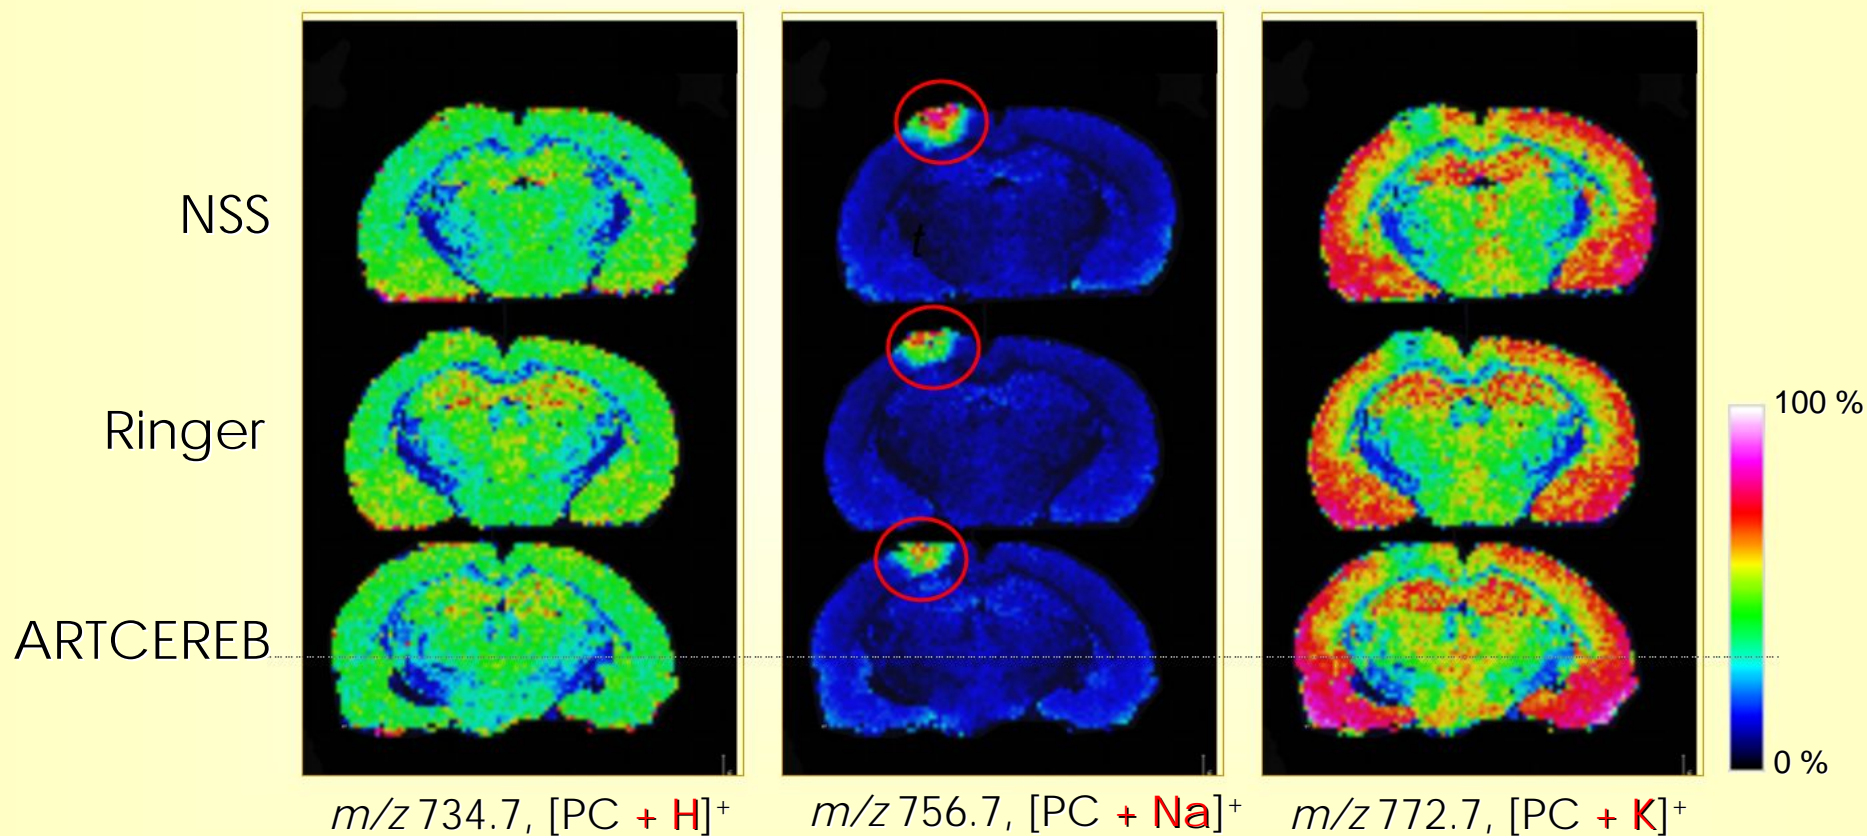 NSS
t
Ringer
100 %
ARTCEREB
0 %
m/z 734.7, [PC + H]⁺
m/z 756.7, [PC + Na]⁺
m/z 772.7, [PC + K]⁺